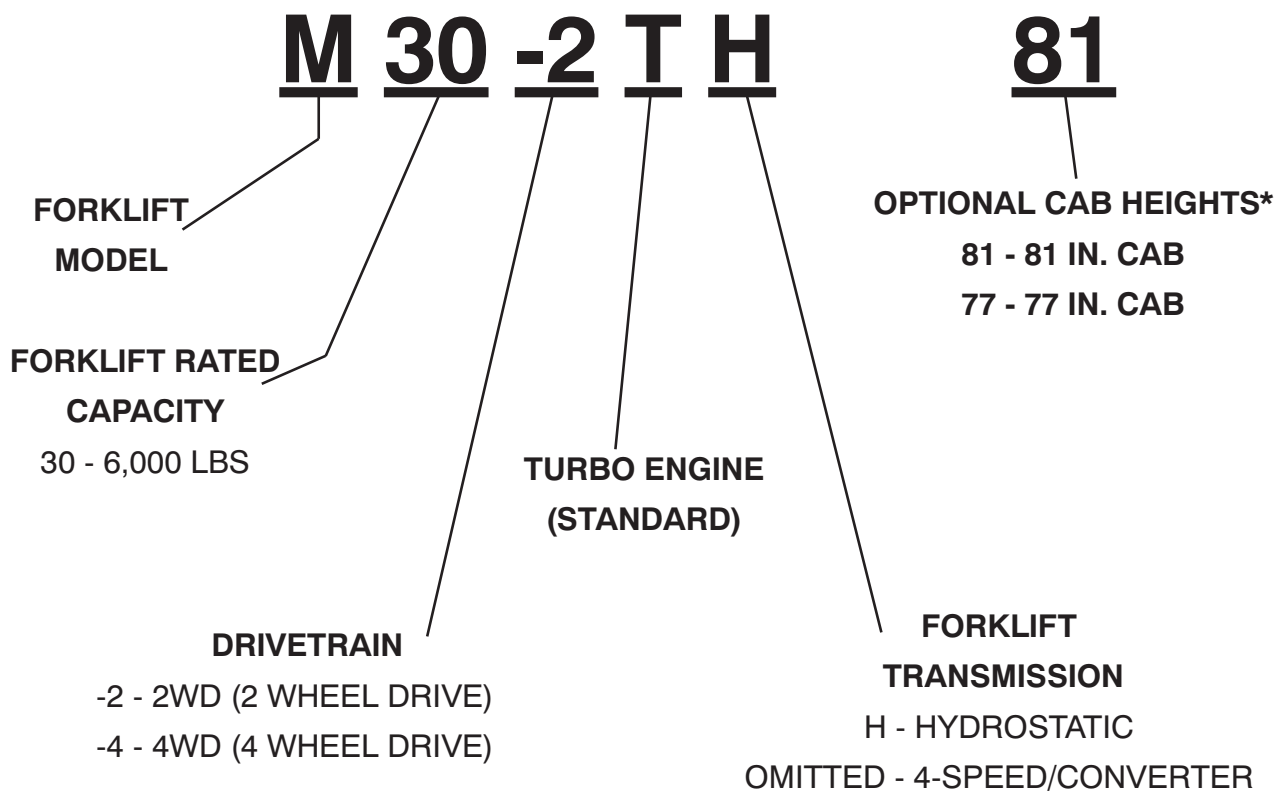 M 30 -2 T H 81
FORKLIFT
MODEL
OPTIONAL CAB HEIGHTS*
81 - 81 IN. CAB
77 - 77 IN. CAB
FORKLIFT RATED
CAPACITY
30 - 6,000 LBS
TURBO ENGINE
(STANDARD)
DRIVETRAIN
-2 - 2WD (2 WHEEL DRIVE)
-4 - 4WD (4 WHEEL DRIVE)
FORKLIFT
TRANSMISSION
H - HYDROSTATIC
OMITTED - 4-SPEED/CONVERTER